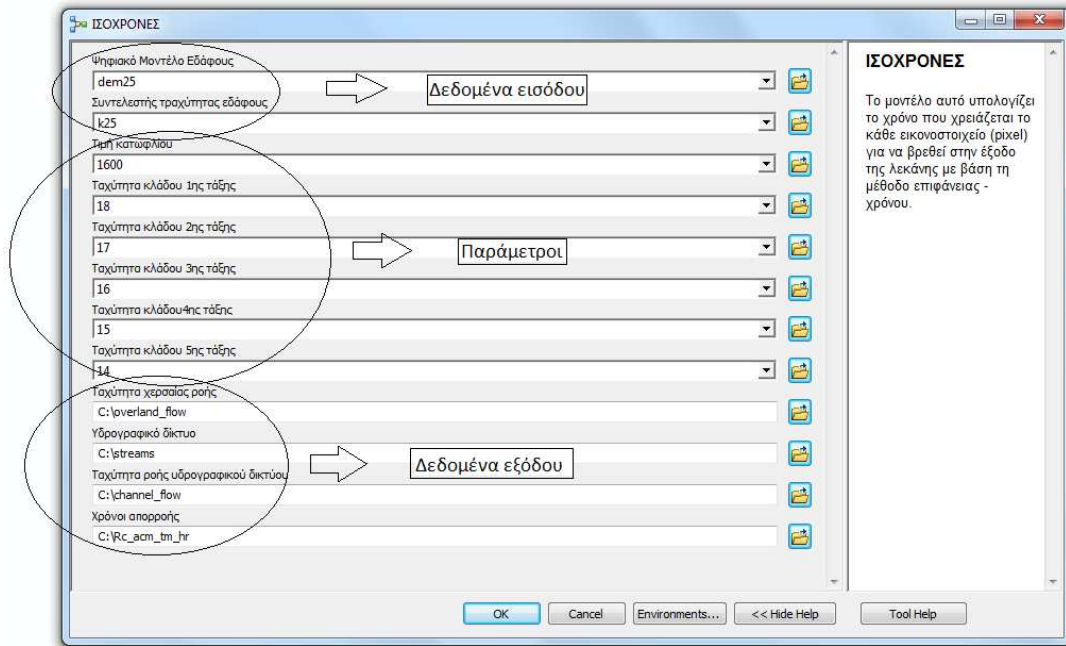 ΙΣΟΧΡΟΝΕΣ
Ψηφιακό Μοντέλο Εδάφους
dem25
Συντελεστής τραχύτητας εδάφους
k25
Τιμή κατωφλίου
1600
Ταχύτητα κλάδου 1ης τάξης
18
Ταχύτητα κλάδου 2ης τάξης
17
Ταχύτητα κλάδου 3ης τάξης
16
Ταχύτητα κλάδου4ης τάξης
15
Ταχύτητα κλάδου 5ης τάξης
14
Ταχύτητα χερσαίας ροής
C:\overland_flow
Υδρογραφικό δίκτυο
C:\streams
Ταχύτητα ροής υδρογραφικού δικτύου
C:\channel_flow
Χρόνοι απορροής
C:\Rc_acm_tm_hr
Δεδομένα εισόδου
Παράμετροι
Δεδομένα εξόδου
ΙΣΟΧΡΟΝΕΣ
Το μοντέλο αυτό υπολογίζει
το χρόνο που χρειάζεται το
κάθε εικονοστοιχείο (pixel)
για να βρεθεί στην έξοδο
της λεκάνης με βάση τη
μέθοδο επιφάνειας -
χρόνου.
OK
Cancel
Environments...
<< Hide Help
Tool Help